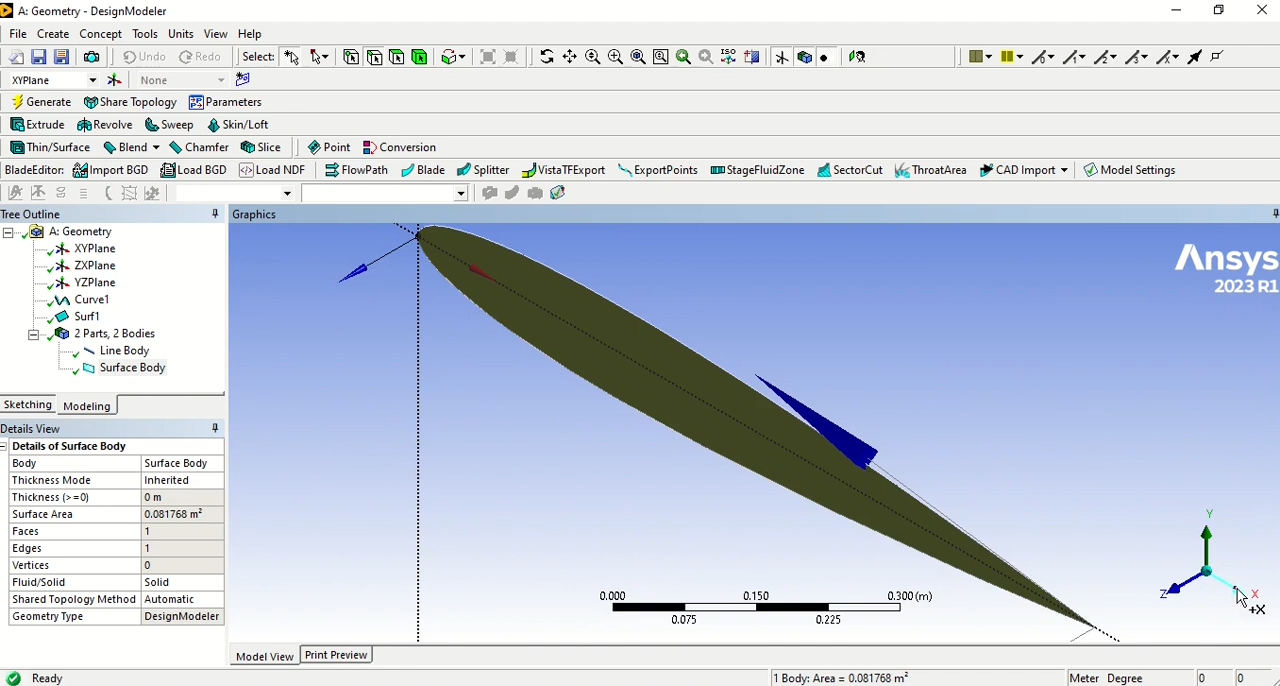 A: Geometry - DesignModeler
File Create Concept Tools Units View Help
Undo Redo Select:
XYPlane None
Generate Share Topology Parameters
Extrude Revolve Sweep Skin/Loft
Thin/Surface Blend Chamfer Slice Point Conversion
BladeEditor: Import BGD Load BGD Load NDF FlowPath Blade Splitter VistaTFExport ExportPoints StageFluidZone SectorCut ThroatArea CAD Import Model Settings
Tree Outline
A: Geometry
XYPlane
ZXPlane
YZPlane
Curve1
Surf1
2 Parts, 2 Bodies
Line Body
Surface Body
Sketching Modeling
Details View
Details of Surface Body
Body Surface Body
Thickness Mode Inherited
Thickness (>=0) 0 m
Surface Area 0.081768 m²
Faces 1
Edges 1
Vertices 0
Fluid/Solid Solid
Shared Topology Method Automatic
Geometry Type DesignModeler
Graphics
Ansys
2023 R1
0.000 0.150 0.300 (m)
0.075 0.225
Y
Z X
+X
Model View Print Preview
Ready 1 Body: Area = 0.081768 m² Meter Degree 0 0
ISO